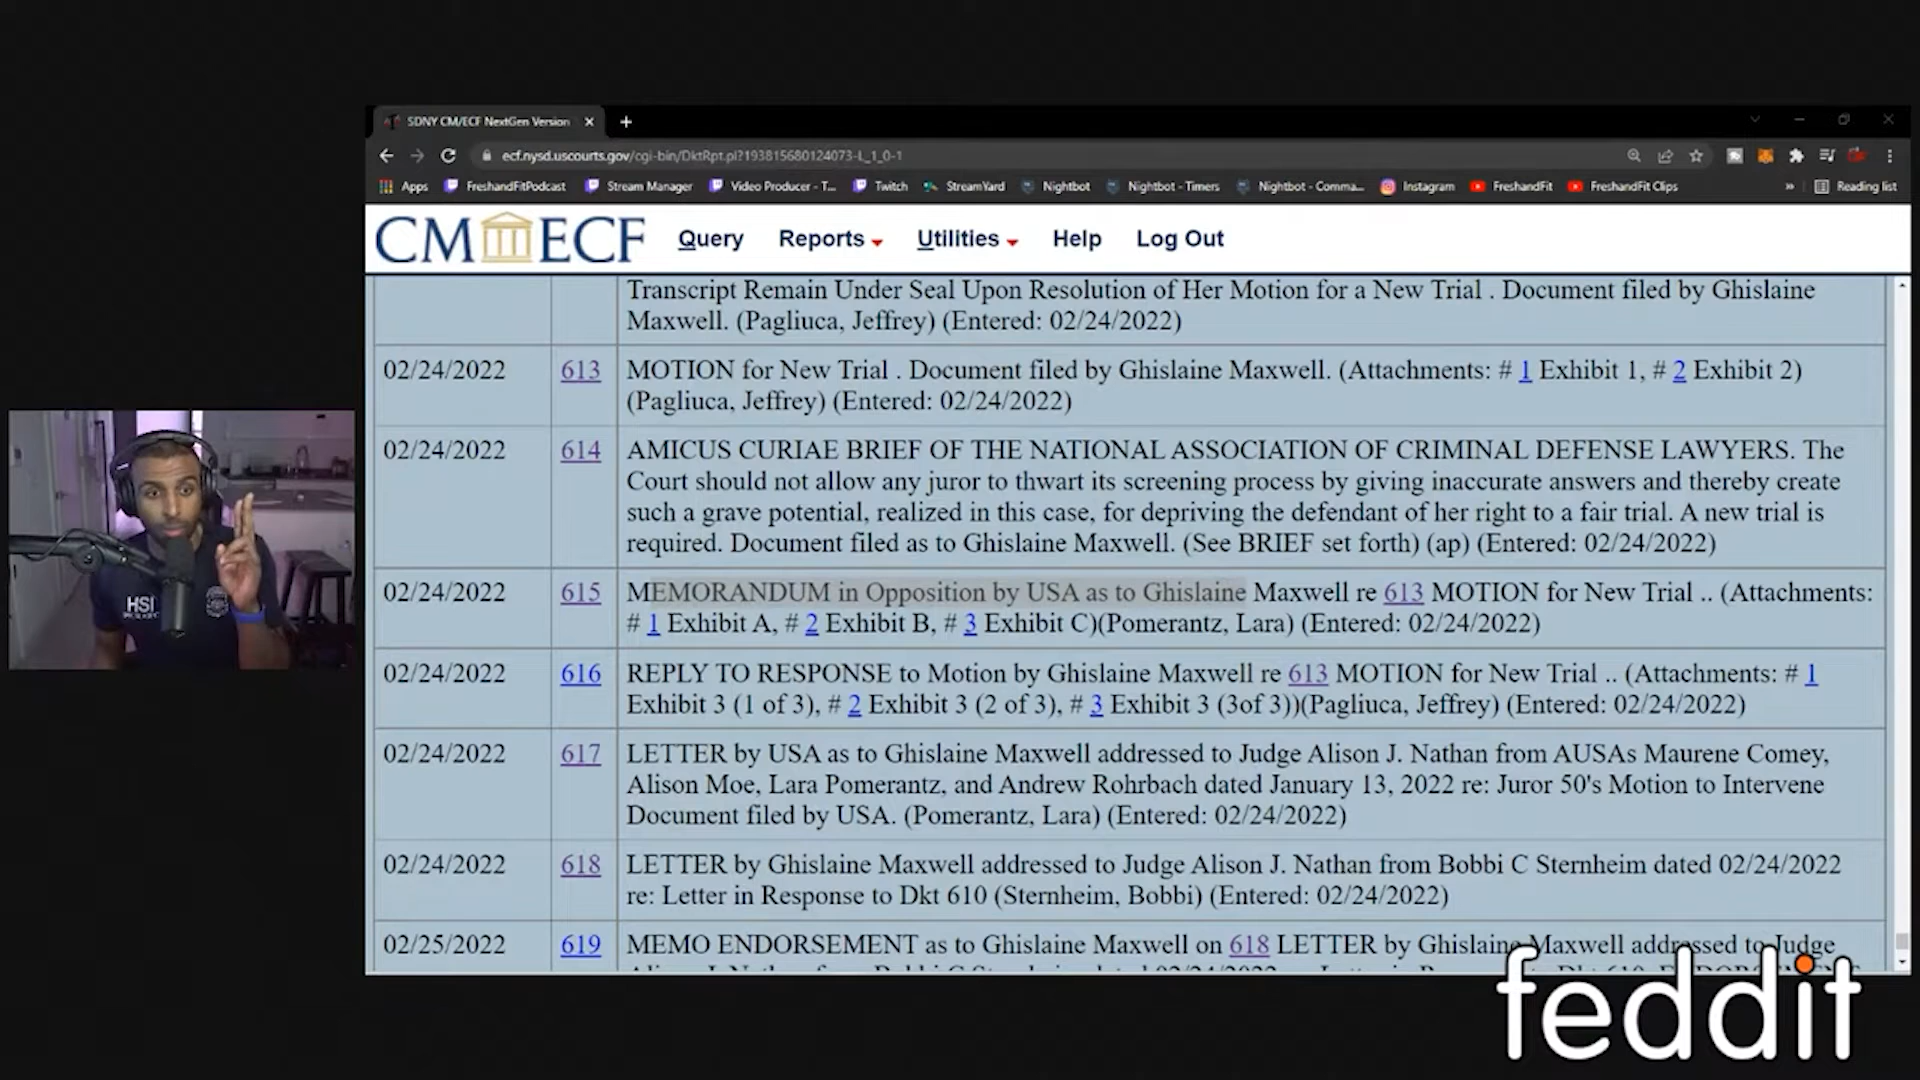 SDNY CM/ECF NextGen Version
ecf.nysd.uscourts.gov/cgi-bin/DktRpt.pl?193815680124073-L_1_0-1
Apps FreshandFitPodcast Stream Manager Video Producer - T... Twitch StreamYard Nightbot Nightbot - Timers Nightbot - Comma... Instagram FreshandFit FreshandFit Clips » Reading list
CM ECF Query Reports Utilities Help Log Out
Transcript Remain Under Seal Upon Resolution of Her Motion for a New Trial . Document filed by Ghislaine
Maxwell. (Pagliuca, Jeffrey) (Entered: 02/24/2022)
02/24/2022 613 MOTION for New Trial . Document filed by Ghislaine Maxwell. (Attachments: # 1 Exhibit 1, # 2 Exhibit 2)
(Pagliuca, Jeffrey) (Entered: 02/24/2022)
02/24/2022 614 AMICUS CURIAE BRIEF OF THE NATIONAL ASSOCIATION OF CRIMINAL DEFENSE LAWYERS. The
Court should not allow any juror to thwart its screening process by giving inaccurate answers and thereby create
such a grave potential, realized in this case, for depriving the defendant of her right to a fair trial. A new trial is
required. Document filed as to Ghislaine Maxwell. (See BRIEF set forth) (ap) (Entered: 02/24/2022)
02/24/2022 615 MEMORANDUM in Opposition by USA as to Ghislaine Maxwell re 613 MOTION for New Trial .. (Attachments:
# 1 Exhibit A, # 2 Exhibit B, # 3 Exhibit C)(Pomerantz, Lara) (Entered: 02/24/2022)
02/24/2022 616 REPLY TO RESPONSE to Motion by Ghislaine Maxwell re 613 MOTION for New Trial .. (Attachments: # 1
Exhibit 3 (1 of 3), # 2 Exhibit 3 (2 of 3), # 3 Exhibit 3 (3of 3))(Pagliuca, Jeffrey) (Entered: 02/24/2022)
02/24/2022 617 LETTER by USA as to Ghislaine Maxwell addressed to Judge Alison J. Nathan from AUSAs Maurene Comey,
Alison Moe, Lara Pomerantz, and Andrew Rohrbach dated January 13, 2022 re: Juror 50's Motion to Intervene
Document filed by USA. (Pomerantz, Lara) (Entered: 02/24/2022)
02/24/2022 618 LETTER by Ghislaine Maxwell addressed to Judge Alison J. Nathan from Bobbi C Sternheim dated 02/24/2022
re: Letter in Response to Dkt 610 (Sternheim, Bobbi) (Entered: 02/24/2022)
02/25/2022 619 MEMO ENDORSEMENT as to Ghislaine Maxwell on 618 LETTER by Ghislaine Maxwell addressed to Judge
HSI
feddit